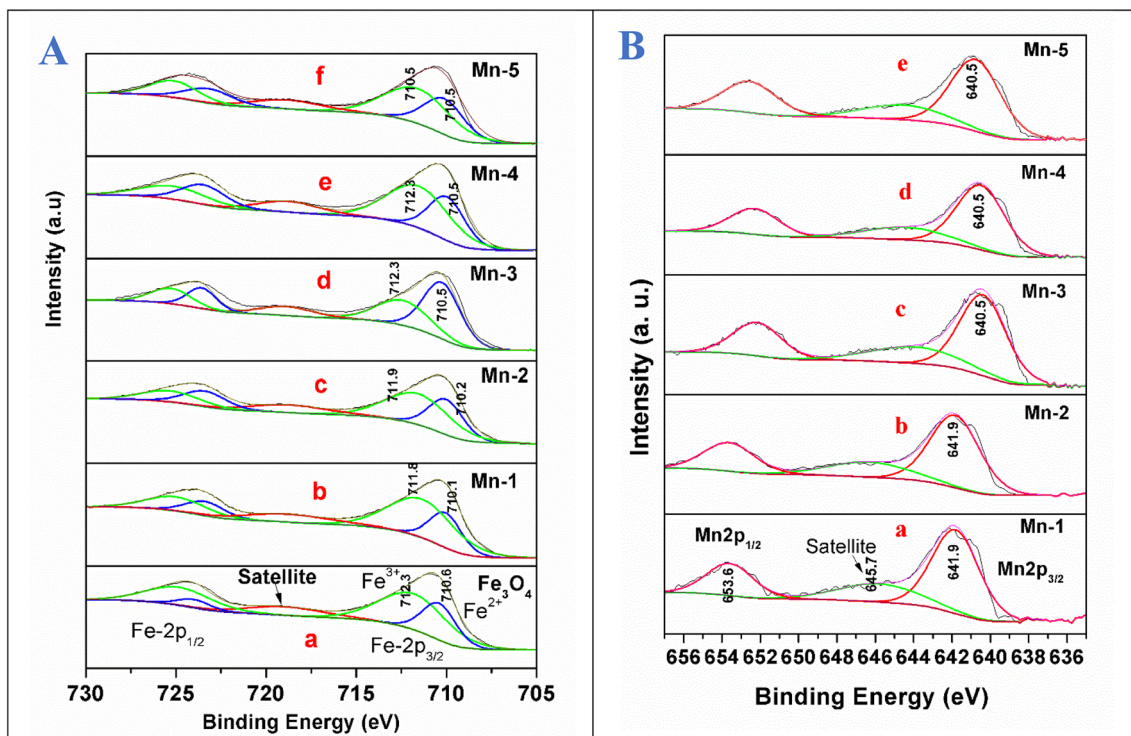 A
Intensity (a.u)
f
Mn-5
710.5
710.5
e
Mn-4
712.3
710.5
d
Mn-3
712.3
710.5
c
Mn-2
711.9
710.2
b
Mn-1
711.8
710.1
Satellite
Fe3+
712.3
710.6
Fe3O4
Fe2+
Fe-2p1/2
a
Fe-2p3/2
730 725 720 715 710 705
Binding Energy (eV)
B
Intensity (a. u.)
e
Mn-5
640.5
d
Mn-4
640.5
c
Mn-3
640.5
b
Mn-2
641.9
a
Mn-1
Mn2p1/2
Satellite
Mn2p3/2
653.6
645.7
641.9
656 654 652 650 648 646 644 642 640 638 636
Binding Energy (eV)